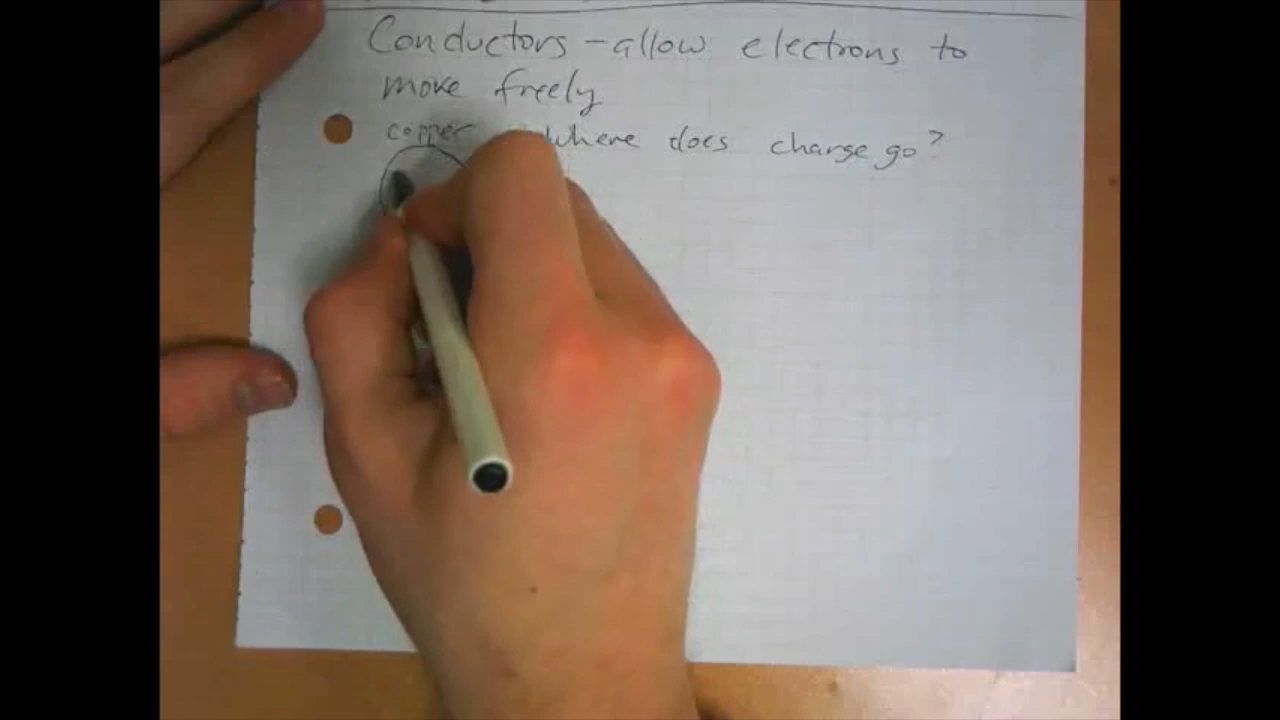 Conductors - allow electrons to
move freely
copper where does charge go?